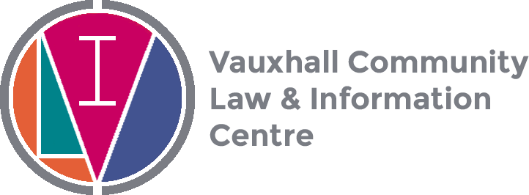 Vauxhall Community
Law & Information
Centre